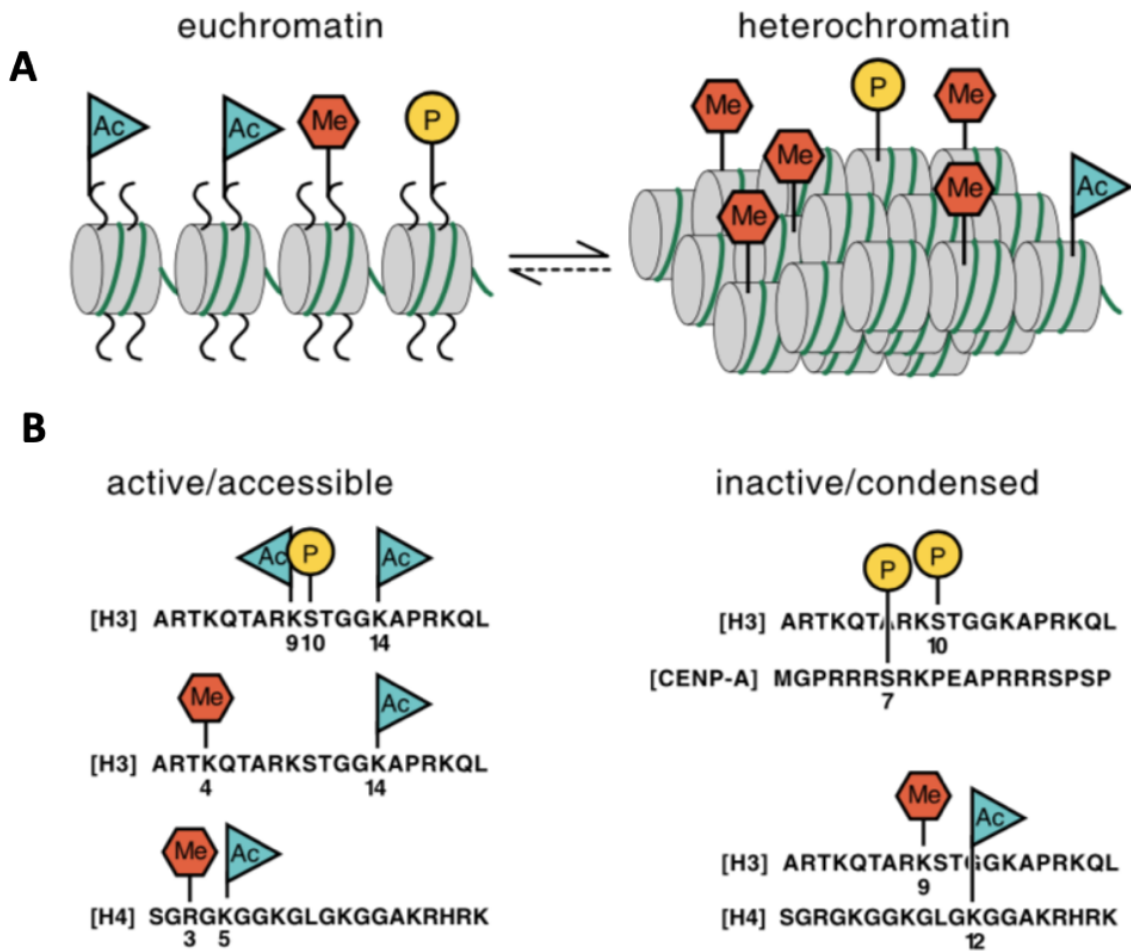 euchromatin
heterochromatin
A
Ac
Ac
Me
P
Me
Me
Me
P
Me
Me
Ac
B
active/accessible
Ac P Ac
[H3] ARTKQTARKSTGGKAPRKQL
9 10 14
Me Ac
[H3] ARTKQTARKSTGGKAPRKQL
4 14
Me Ac
[H4] SGRGKGGKGLGKGGAKRHRK
3 5
inactive/condensed
P P
[H3] ARTKQTARKSTGGKAPRKQL
10
[CENP-A] MGPRRRSRKPEAPRRRSPSP
7
Me Ac
[H3] ARTKQTARKSTGGKAPRKQL
9
[H4] SGRGKGGKGLGKGGAKRHRK
12